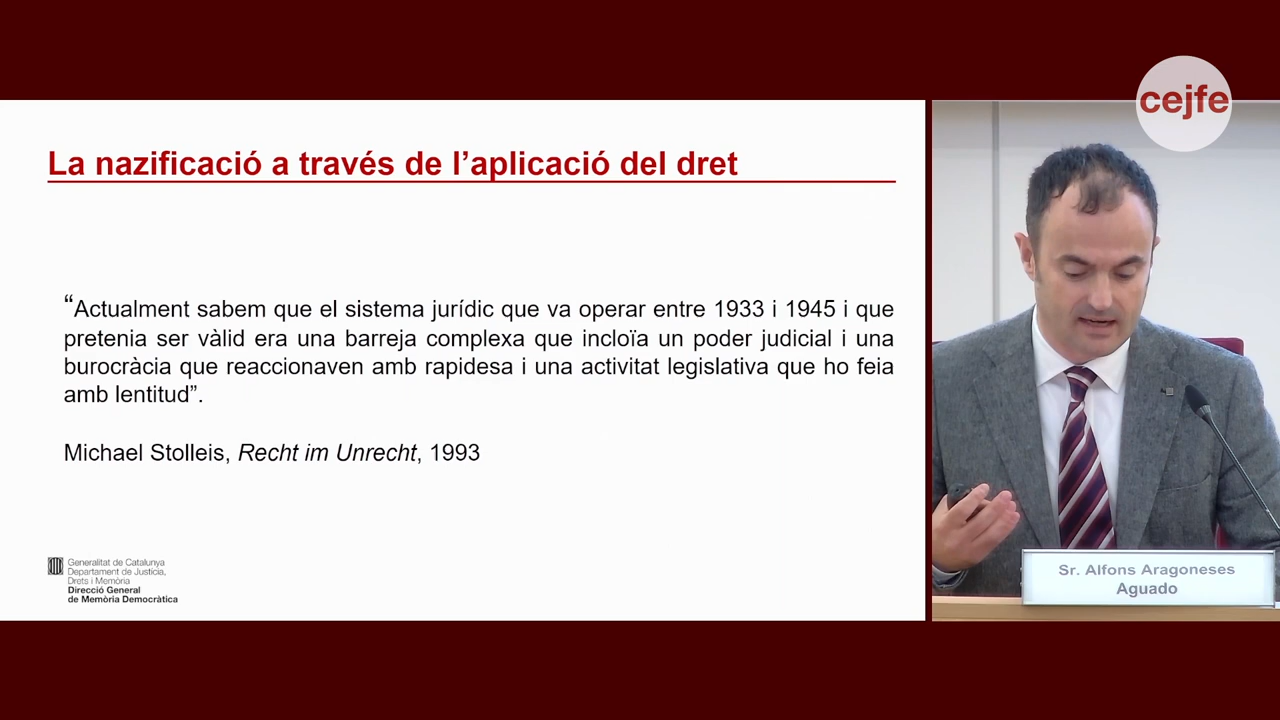 cejfe
La nazificació a través de l’aplicació del dret
“Actualment sabem que el sistema jurídic que va operar entre 1933 i 1945 i que
pretenia ser vàlid era una barreja complexa que incloïa un poder judicial i una
burocràcia que reaccionaven amb rapidesa i una activitat legislativa que ho feia
amb lentitud”.
Michael Stolleis, Recht im Unrecht, 1993
Generalitat de Catalunya
Departament de Justícia,
Drets i Memòria
Direcció General
de Memòria Democràtica
Sr. Alfons Aragoneses
Aguado